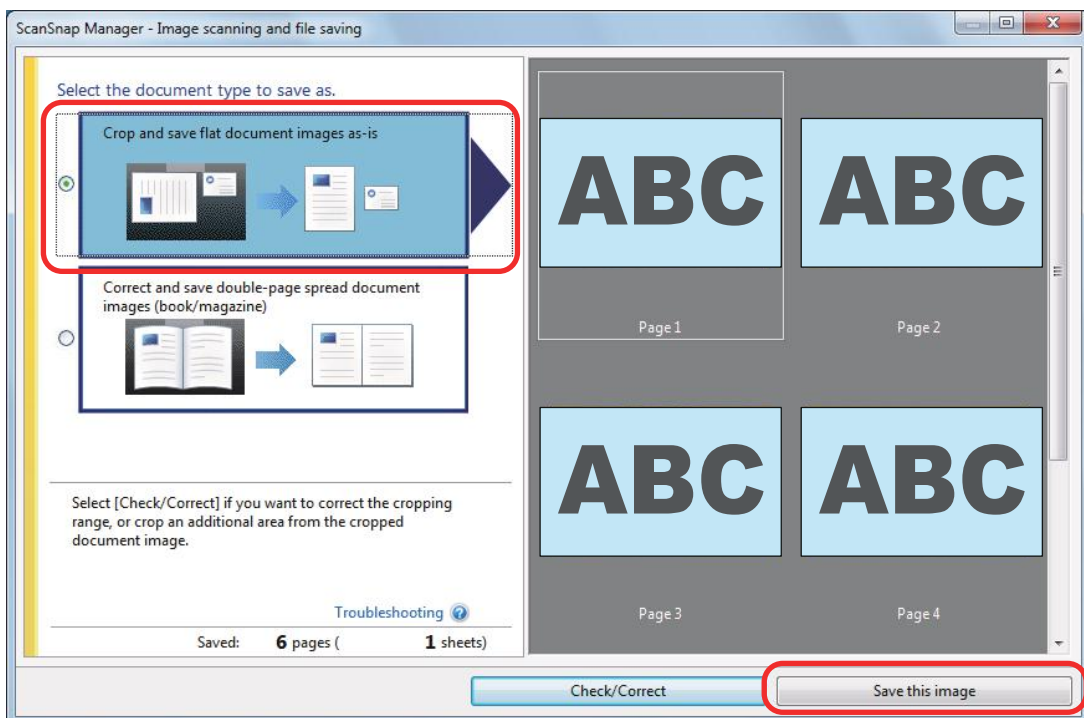 ScanSnap Manager - Image scanning and file saving
Select the document type to save as.
Crop and save flat document images as-is
Correct and save double-page spread document
images (book/magazine)
Select [Check/Correct] if you want to correct the cropping
range, or crop an additional area from the cropped
document image.
Troubleshooting
Saved: 6 pages ( 1 sheets)
ABC
Page 1
ABC
Page 2
ABC
Page 3
ABC
Page 4
Check/Correct
Save this image